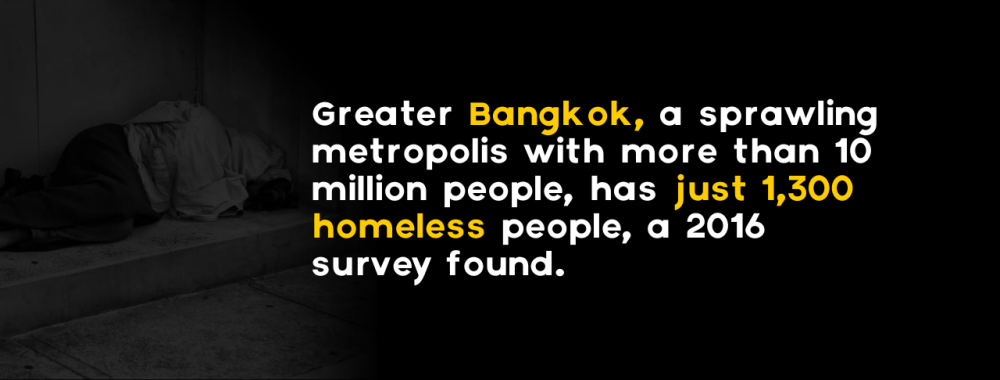 Greater Bangkok, a sprawling
metropolis with more than 10
million people, has just 1,300
homeless people, a 2016
survey found.